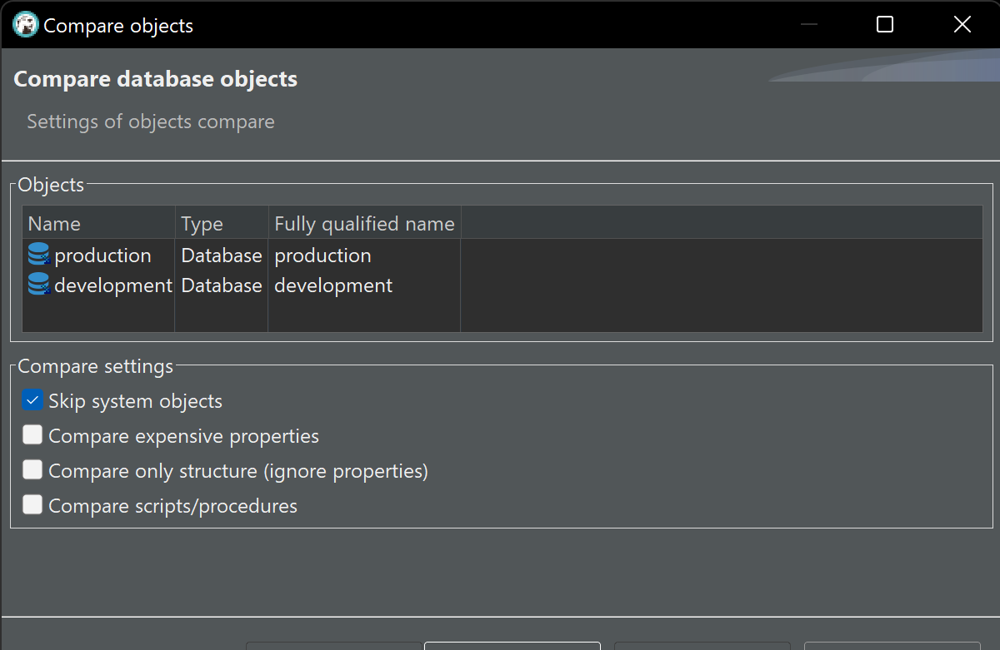 Compare objects
Compare database objects
Settings of objects compare
Objects
Name Type Fully qualified name
production Database production
development Database development
Compare settings
Skip system objects
Compare expensive properties
Compare only structure (ignore properties)
Compare scripts/procedures